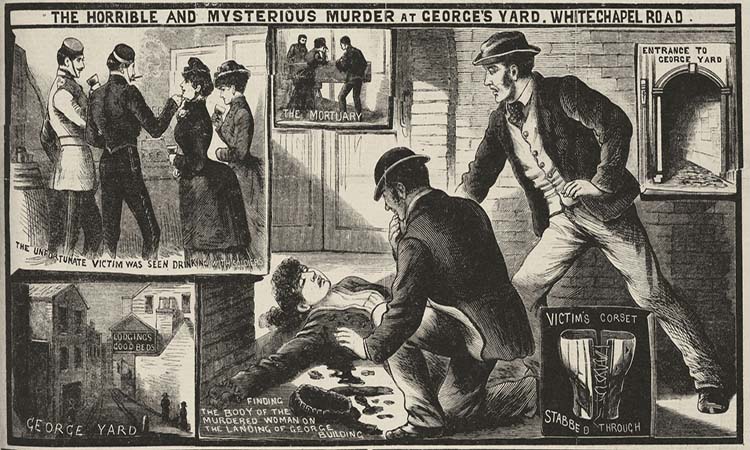 THE HORRIBLE AND MYSTERIOUS MURDER AT GEORGE'S YARD. WHITECHAPEL ROAD.
THE UNFORTUNATE VICTIM WAS SEEN DRINKING WITH SOLDIERS
THE MORTUARY
ENTRANCE TO
GEORGE YARD
LODGINGS
GOOD BEDS
GEORGE YARD
FINDING
THE BODY OF THE
MURDERED WOMAN ON
THE LANDING OF GEORGE
BUILDING
VICTIM'S CORSET
STABBED THROUGH